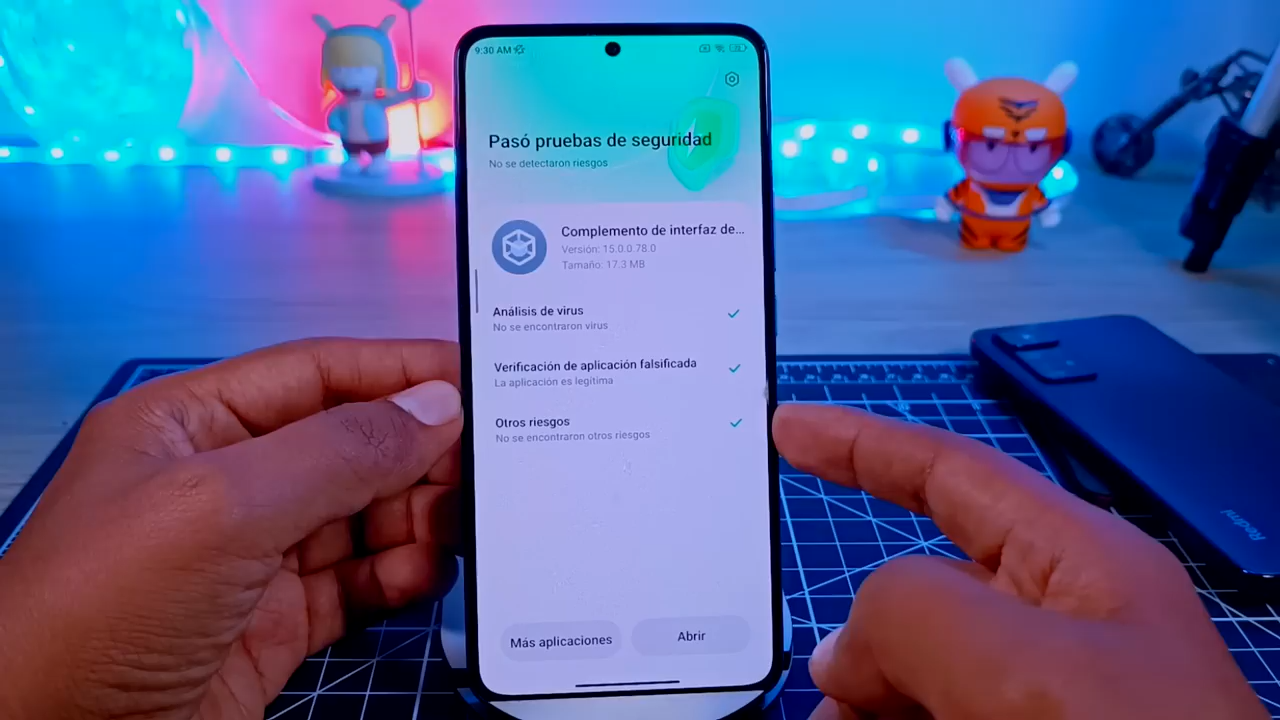 9:30 AM
Pasó pruebas de seguridad
No se detectaron riesgos
Complemento de interfaz de...
Versión: 15.0.0.78.0
Tamaño: 17.3 MB
Análisis de virus
No se encontraron virus
Verificación de aplicación falsificada
La aplicación es legítima
Otros riesgos
No se encontraron otros riesgos
Más aplicaciones
Abrir
Redmi